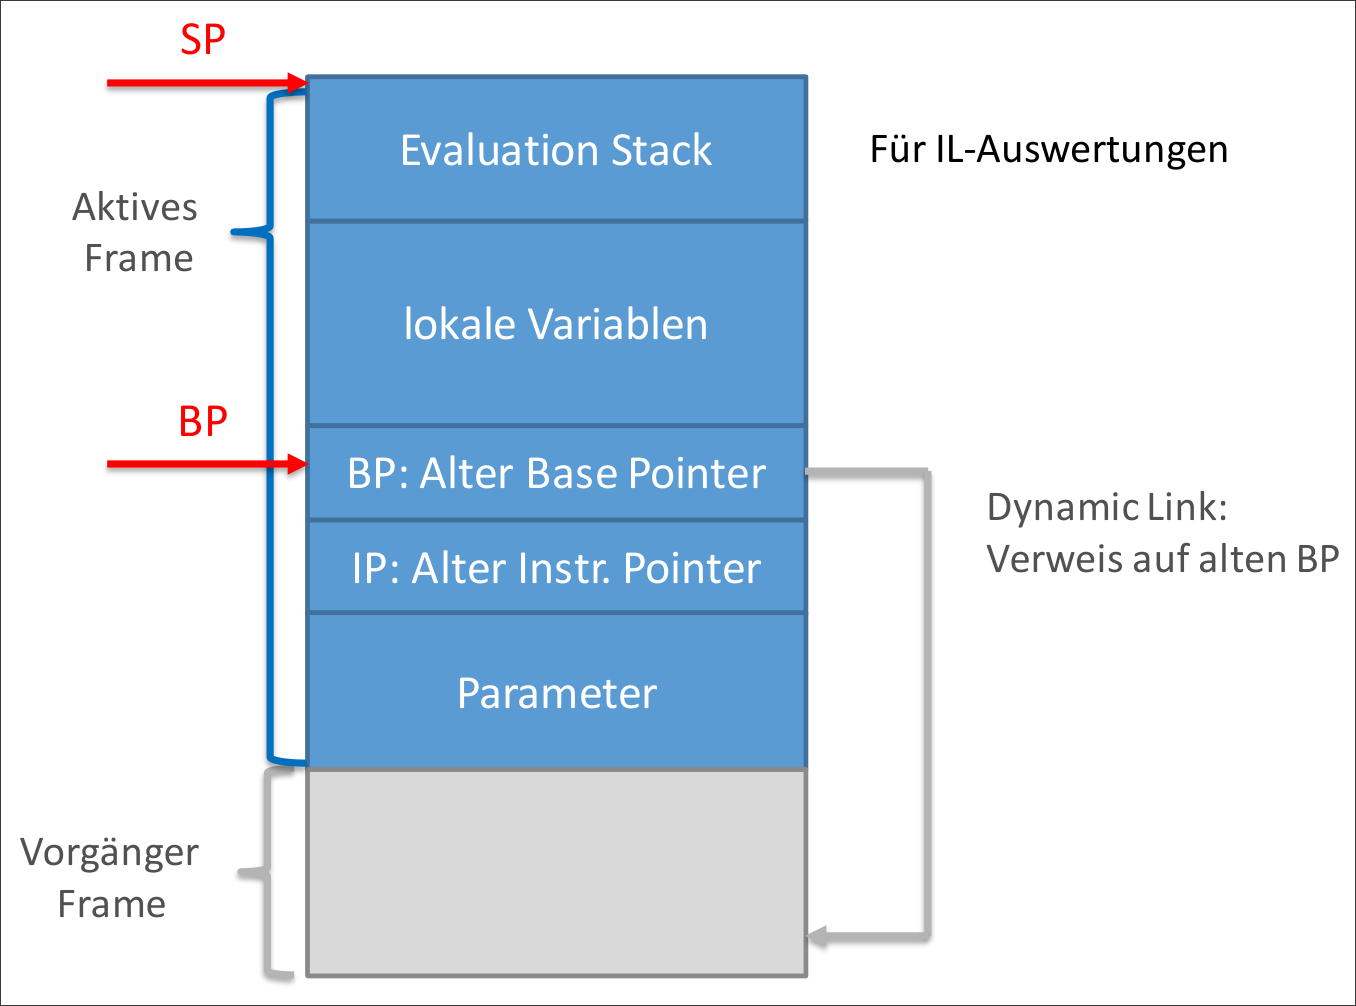 SP
Evaluation Stack
Für IL-Auswertungen
Aktives
Frame
lokale Variablen
BP
BP: Alter Base Pointer
Dynamic Link:
Verweis auf alten BP
IP: Alter Instr. Pointer
Parameter
Vorgänger
Frame